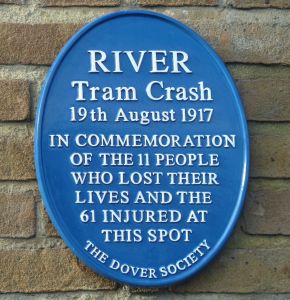 RIVER
Tram Crash
19th August 1917
IN COMMEMORATION
OF THE 11 PEOPLE
WHO LOST THEIR
LIVES AND THE
61 INJURED AT
THIS SPOT
THE DOVER SOCIETY